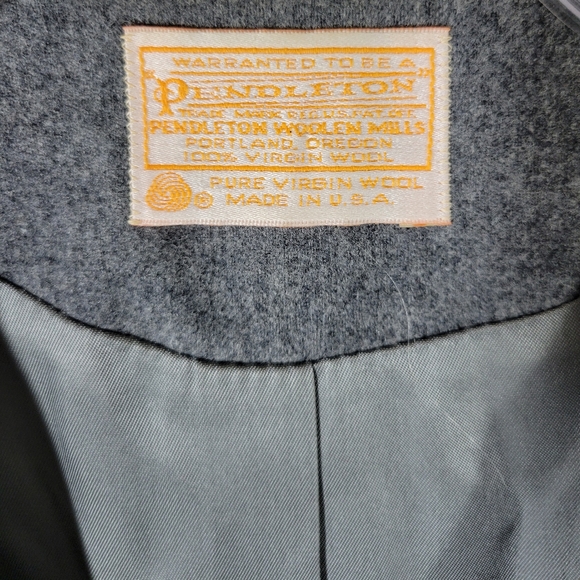 WARRANTED TO BE A
"PENDLETON"
TRADE MARK REG. U.S. PAT. OFF.
PENDLETON WOOLEN MILLS
PORTLAND, OREGON
100% VIRGIN WOOL
PURE VIRGIN WOOL
® MADE IN U.S.A.